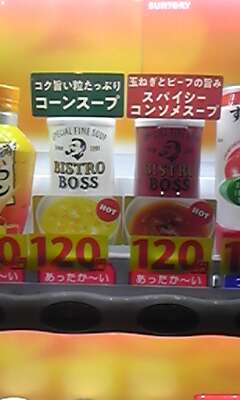 SUNTORY
コク旨い粒たっぷり
コーンスープ
SPECIAL FINE SOUP
BISTRO
BOSS
HOT
120
あったか〜い
玉ねぎとビーフの旨み
スパイシー
コンソメスープ
BISTRO
BOSS
HOT
120
あったか〜い